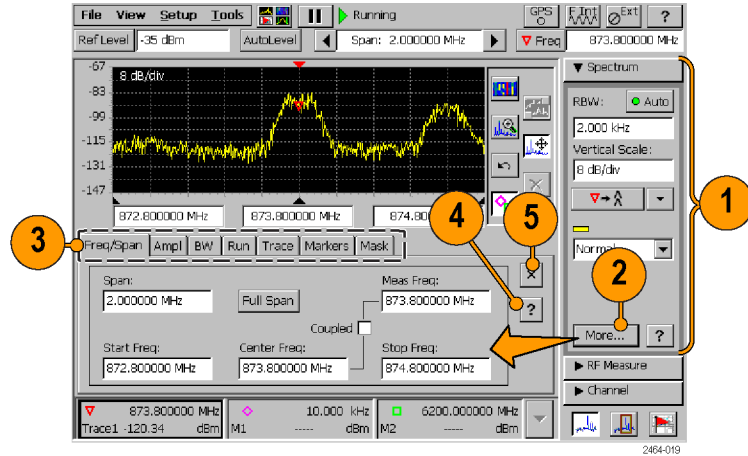 File View Setup Tools Running GPS F Int Ext ?
Ref Level -35 dBm AutoLevel Span: 2.000000 MHz Freq 873.800000 MHz
-67
8 dB/div
-83
-99
-115
-131
-147
872.800000 MHz 873.800000 MHz 874.80
Spectrum
RBW: Auto
2.000 kHz
Vertical Scale:
8 dB/div
Normal
More... ?
RF Measure
Channel
1
2
3
4
5
Freq/Span Ampl BW Run Trace Markers Mask
×
?
Span:
2.000000 MHz
Full Span
Meas Freq:
873.800000 MHz
Coupled
Start Freq:
872.800000 MHz
Center Freq:
873.800000 MHz
Stop Freq:
874.800000 MHz
873.800000 MHz
Trace1 -120.34 dBm
10.000 kHz
M1 ----- dBm
6200.000000 MHz
M2 ----- dBm
2464-019